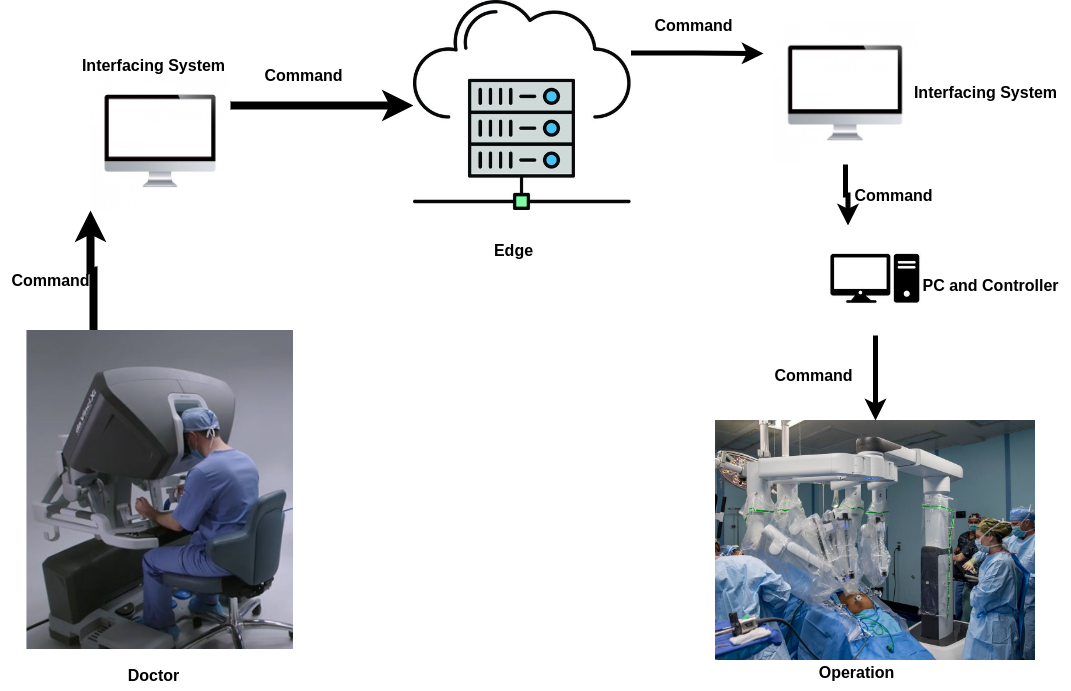 Command
Interfacing System
Command
Interfacing System
Command
Edge
Command
PC and Controller
Command
Doctor
Operation